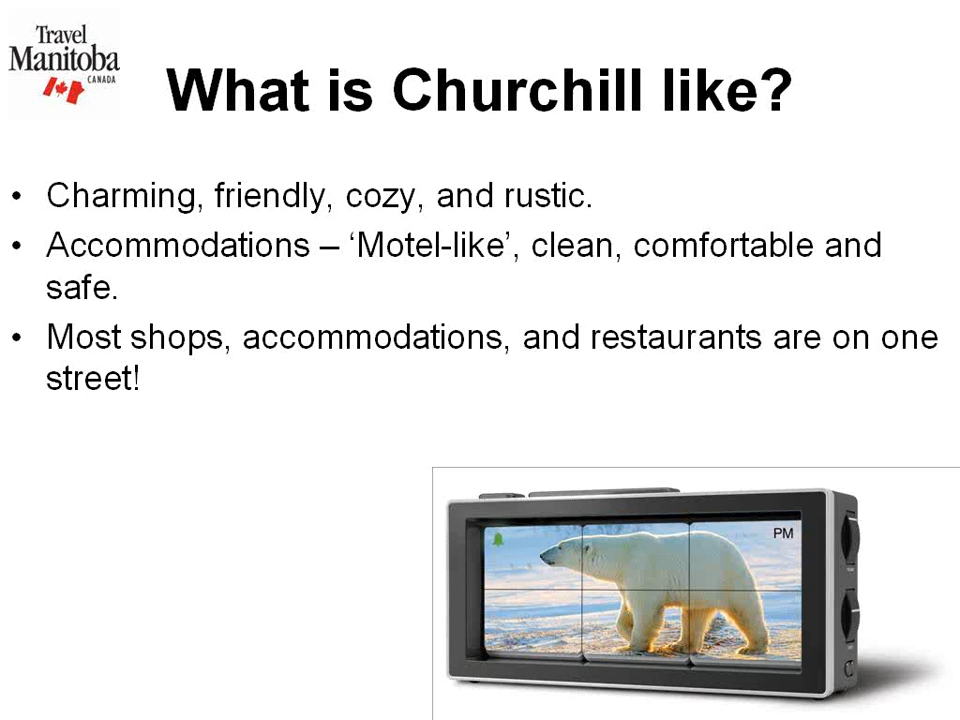 Travel
Manitoba
CANADA
What is Churchill like?
• Charming, friendly, cozy, and rustic.
• Accommodations – ‘Motel-like’, clean, comfortable and
safe.
• Most shops, accommodations, and restaurants are on one
street!
PM